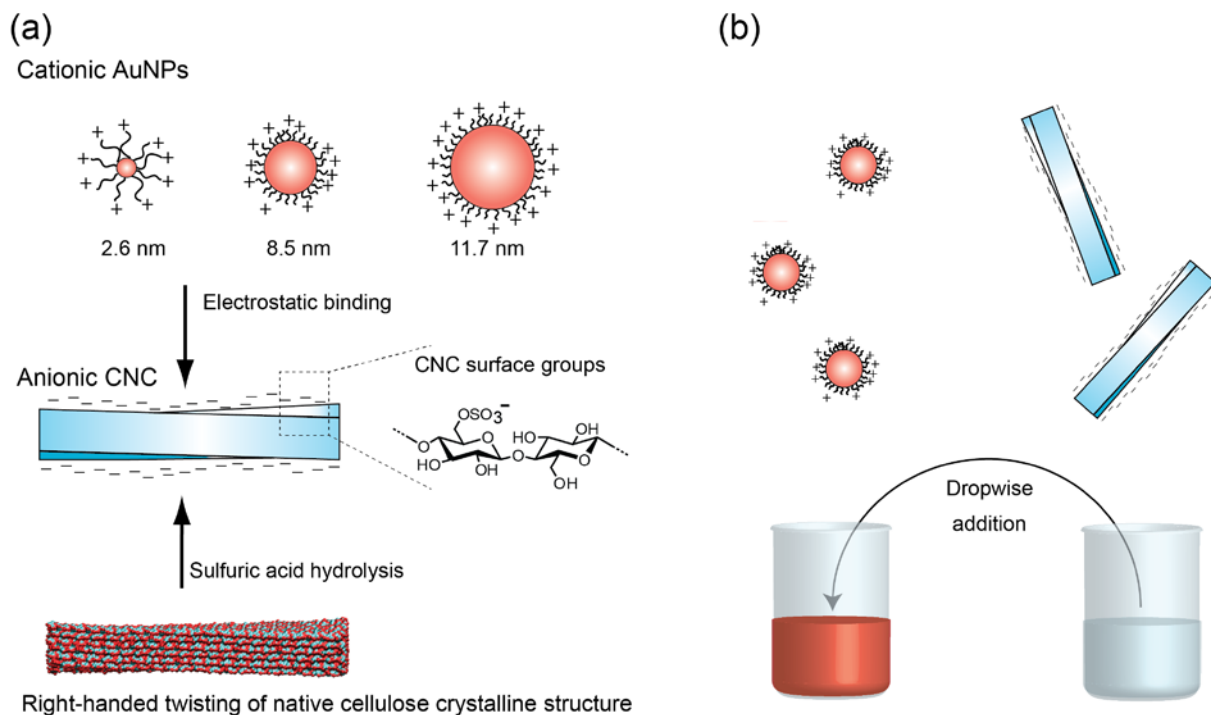 (a)
Cationic AuNPs
2.6 nm
8.5 nm
11.7 nm
Electrostatic binding
Anionic CNC
CNC surface groups
OSO₃⁻
O
HO
OH
O
O
HO
OH
O
OH
Sulfuric acid hydrolysis
Right-handed twisting of native cellulose crystalline structure
(b)
Dropwise
addition